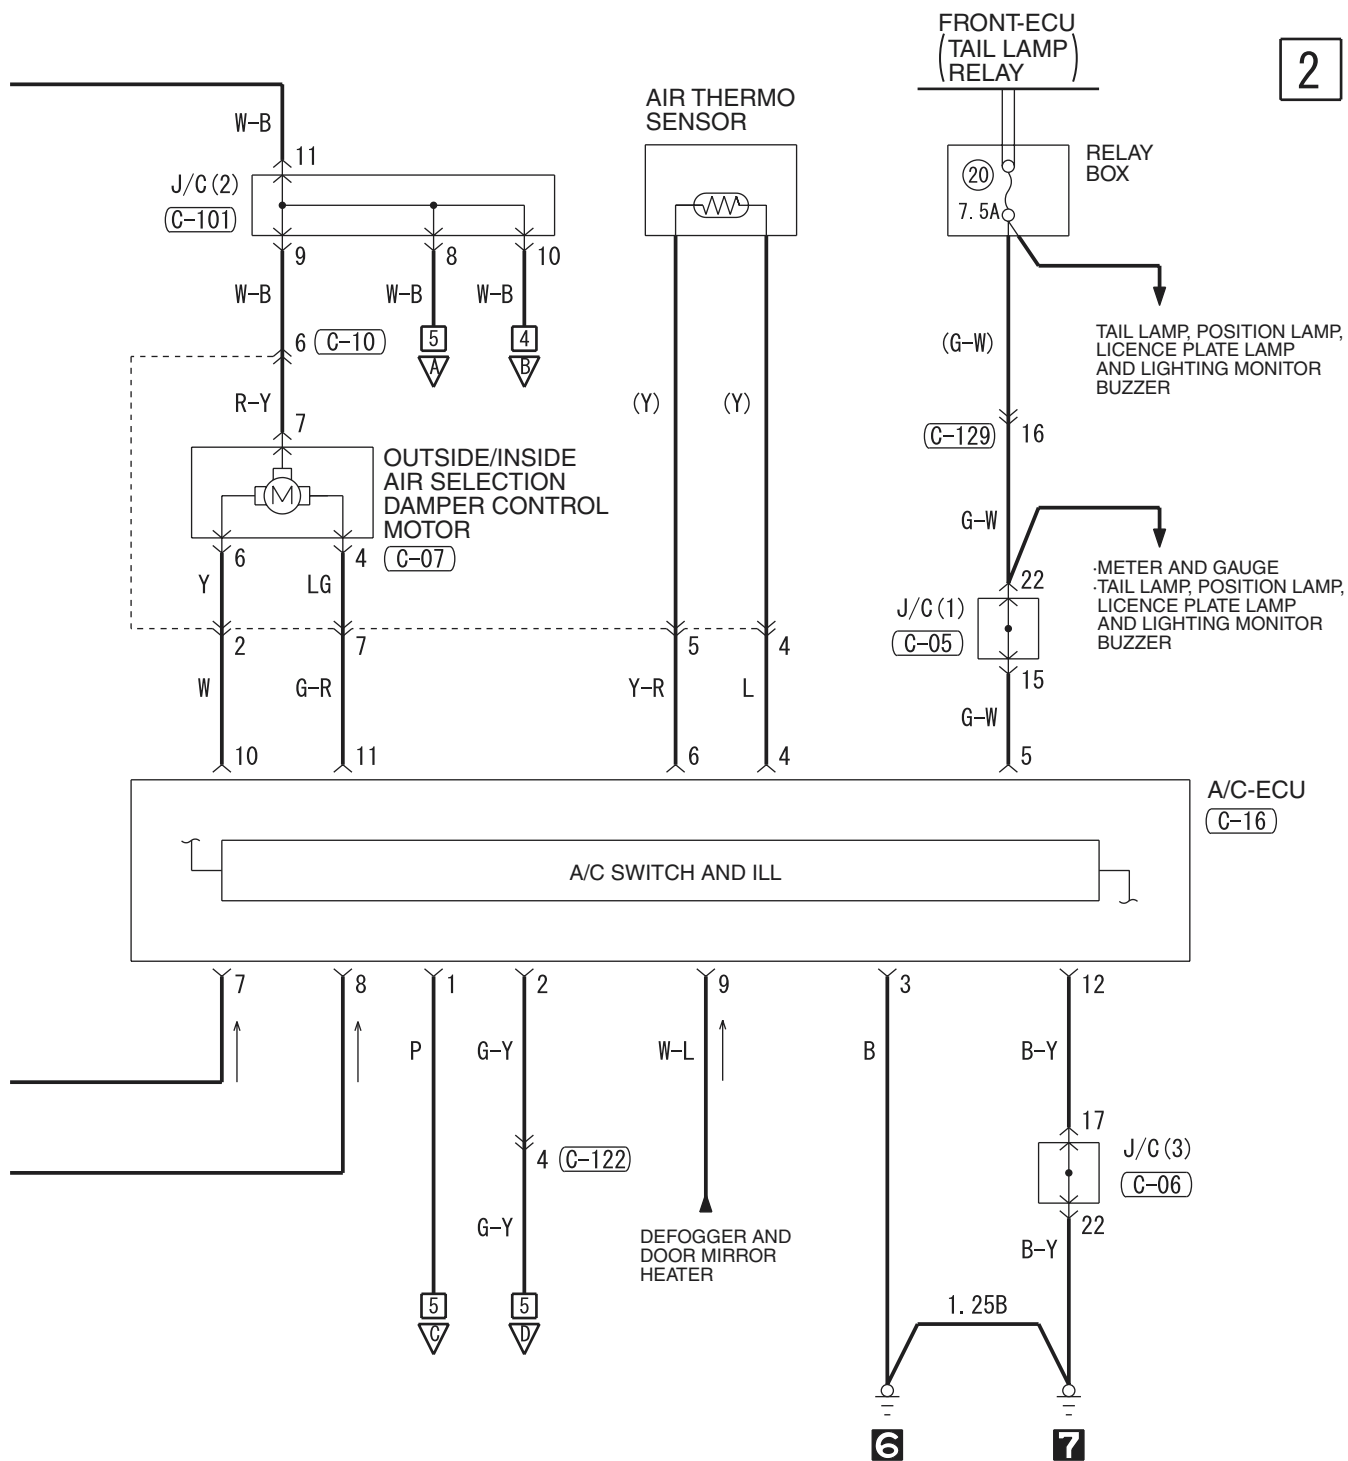 FRONT-ECU
(TAIL LAMP
RELAY)
2
AIR THERMO
SENSOR
W-B
11
J/C(2)
C-101
RELAY
BOX
20
7.5A
9
8
10
W-B
W-B
W-B
6
C-10
5
A
4
B
(G-W)
TAIL LAMP, POSITION LAMP,
LICENCE PLATE LAMP
AND LIGHTING MONITOR
BUZZER
R-Y
7
(Y)
(Y)
C-129
16
OUTSIDE/INSIDE
AIR SELECTION
DAMPER CONTROL
MOTOR
C-07
M
G-W
6
4
Y
LG
22
·METER AND GAUGE
·TAIL LAMP, POSITION LAMP,
LICENCE PLATE LAMP
AND LIGHTING MONITOR
BUZZER
J/C(1)
C-05
2
7
5
4
15
W
G-R
Y-R
L
G-W
10
11
6
4
5
A/C-ECU
C-16
A/C SWITCH AND ILL
7
8
1
2
9
3
12
P
G-Y
W-L
B
B-Y
17
4
C-122
J/C(3)
C-06
G-Y
22
DEFOGGER AND
DOOR MIRROR
HEATER
B-Y
5
C
5
D
1.25B
6
7